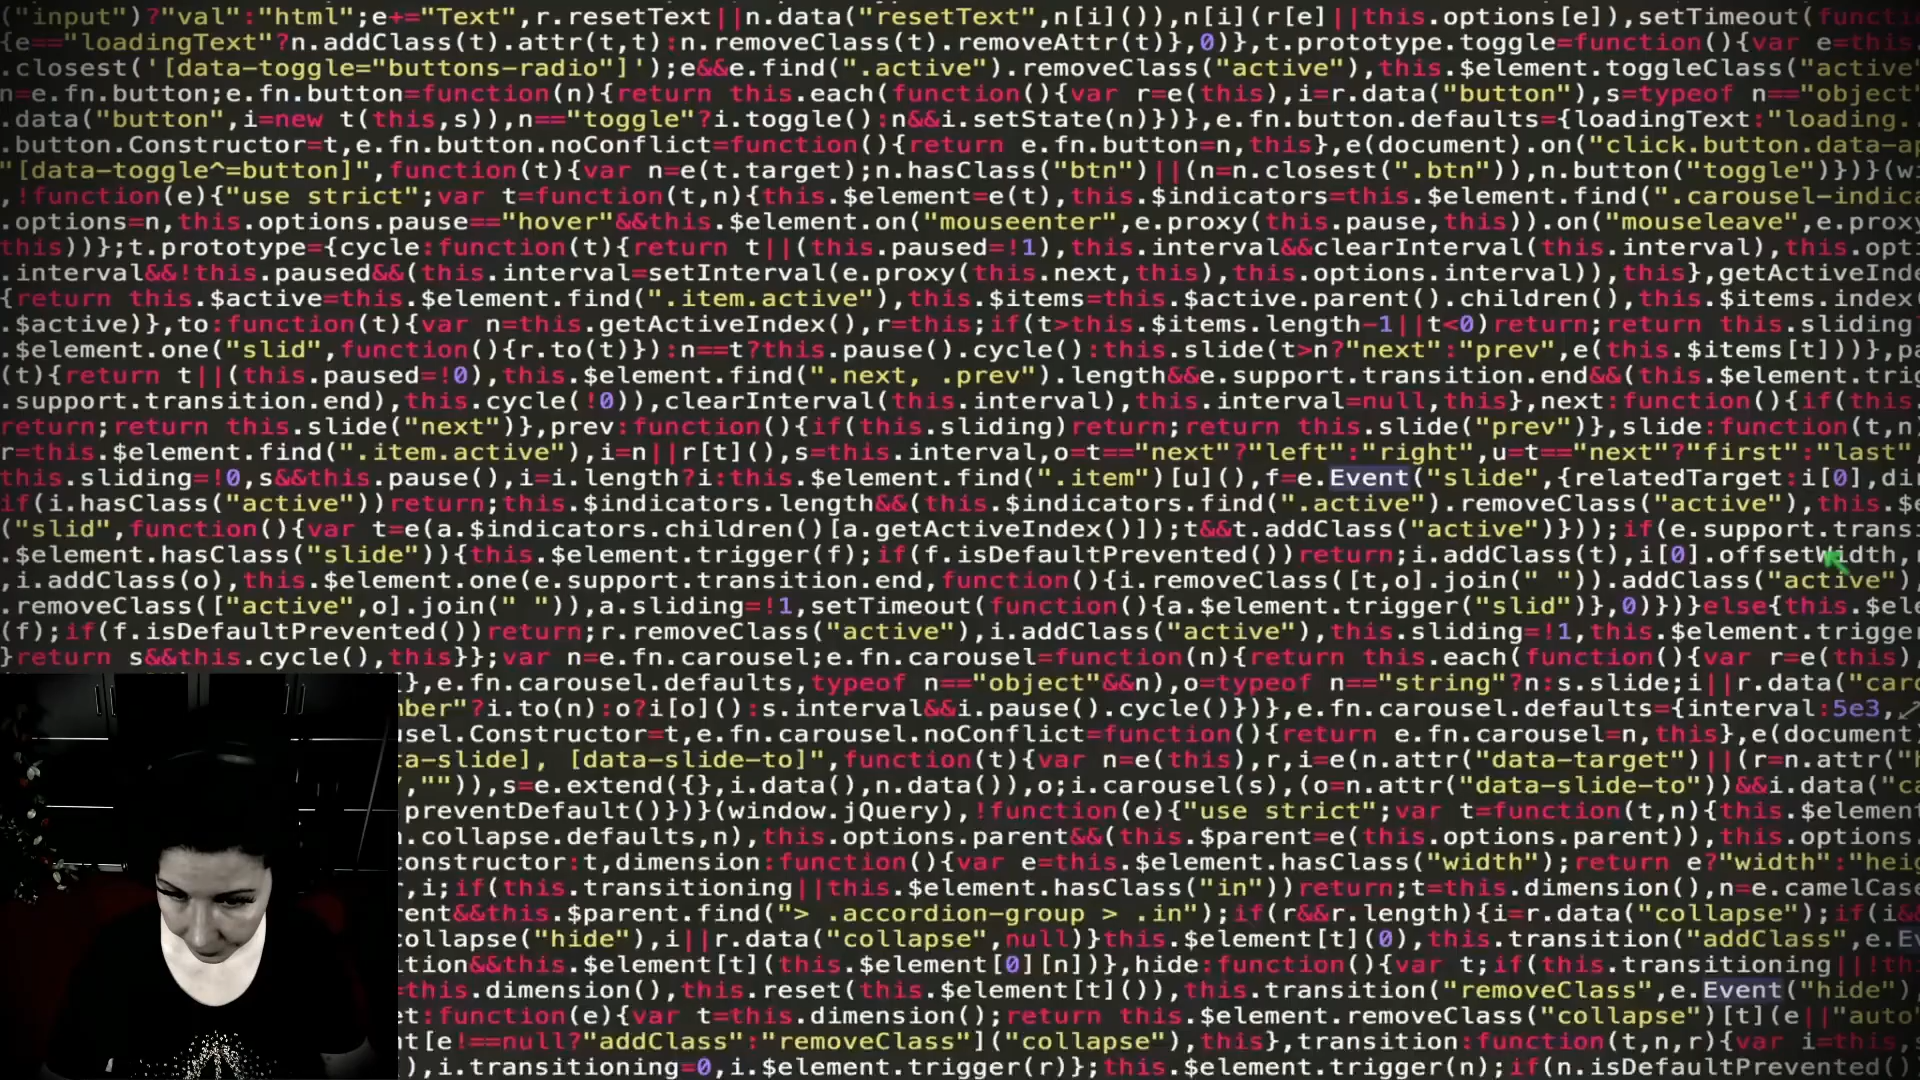 ("input")?"val":"html";e+="Text",r.resetText||n.data("resetText",n[i]()),n[i](r[e]||this.options[e]),setTimeout(functi
{e=="loadingText"?n.addClass(t).attr(t,t):n.removeClass(t).removeAttr(t)},0)},t.prototype.toggle=function(){var e=this.
.closest('[data-toggle="buttons-radio"]');e&&e.find(".active").removeClass("active"),this.$element.toggleClass("active"
n=e.fn.button;e.fn.button=function(n){return this.each(function(){var r=e(this),i=r.data("button"),s=typeof n=="object"
.data("button",i=new t(this,s)),n=="toggle"?i.toggle():n&&i.setState(n)})},e.fn.button.defaults={loadingText:"loading.
.button.Constructor=t,e.fn.button.noConflict=function(){return e.fn.button=n,this},e(document).on("click.button.data-ap
"[data-toggle^=button]",function(t){var n=e(t.target);n.hasClass("btn")||(n=n.closest(".btn")),n.button("toggle")})}(wi
,!function(e){"use strict";var t=function(t,n){this.$element=e(t),this.$indicators=this.$element.find(".carousel-indica
.options=n,this.options.pause=="hover"&&this.$element.on("mouseenter",e.proxy(this.pause,this)).on("mouseleave",e.proxy
this))};t.prototype={cycle:function(t){return t||(this.paused=!1),this.interval&&clearInterval(this.interval),this.opti
.interval&&!this.paused&&(this.interval=setInterval(e.proxy(this.next,this),this.options.interval)),this},getActiveInde
{return this.$active=this.$element.find(".item.active"),this.$items=this.$active.parent().children(),this.$items.index(
.$active)},to:function(t){var n=this.getActiveIndex(),r=this;if(t>this.$items.length-1||t<0)return;return this.sliding
.$element.one("slid",function(){r.to(t)}):n==t?this.pause().cycle():this.slide(t>n?"next":"prev",e(this.$items[t]))},pa
(t){return t||(this.paused=!0),this.$element.find(".next, .prev").length&&e.support.transition.end&&(this.$element.trig
.support.transition.end),this.cycle(!0)),clearInterval(this.interval),this.interval=null,this},next:function(){if(this.
return;return this.slide("next")},prev:function(){if(this.sliding)return;return this.slide("prev")},slide:function(t,n)
r=this.$element.find(".item.active"),i=n||r[t](),s=this.interval,o=t=="next"?"left":"right",u=t=="next"?"first":"last",
this.sliding=!0,s&&this.pause(),i=i.length?i:this.$element.find(".item")[u](),f=e.Event("slide",{relatedTarget:i[0],dir
if(i.hasClass("active"))return;this.$indicators.length&&(this.$indicators.find(".active").removeClass("active"),this.$e
("slid",function(){var t=e(a.$indicators.children()[a.getActiveIndex()]);t&&t.addClass("active")}));if(e.support.transi
.$element.hasClass("slide")){this.$element.trigger(f);if(f.isDefaultPrevented())return;i.addClass(t),i[0].offsetWidth,
,i.addClass(o),this.$element.one(e.support.transition.end,function(){i.removeClass([t,o].join(" ")).addClass("active")
.removeClass(["active",o].join(" ")),a.sliding=!1,setTimeout(function(){a.$element.trigger("slid")},0)})}else{this.$ele
(f);if(f.isDefaultPrevented())return;r.removeClass("active"),i.addClass("active"),this.sliding=!1,this.$element.trigger
}return s&&this.cycle(),this}};var n=e.fn.carousel;e.fn.carousel=function(n){return this.each(function(){var r=e(this),
},e.fn.carousel.defaults,typeof n=="object"&&n),o=typeof n=="string"?n:s.slide;i||r.data("caro
mber"?i.to(n):o?i[o]():s.interval&&i.pause().cycle()})},e.fn.carousel.defaults={interval:5e3,
sel.Constructor=t,e.fn.carousel.noConflict=function(){return e.fn.carousel=n,this},e(document
ta-slide], [data-slide-to]",function(t){var n=e(this),r,i=e(n.attr("data-target")||(r=n.attr("h
,"")),s=e.extend({},i.data(),n.data()),o;i.carousel(s),(o=n.attr("data-slide-to"))&&i.data("ca
preventDefault()})}(window.jQuery),!function(e){"use strict";var t=function(t,n){this.$element
n.collapse.defaults,n),this.options.parent&&(this.$parent=e(this.options.parent)),this.options
onstructor:t,dimension:function(){var e=this.$element.hasClass("width");return e?"width":"heig
,i;if(this.transitioning||this.$element.hasClass("in"))return;t=this.dimension(),n=e.camelCase
ent&&this.$parent.find("> .accordion-group > .in");if(r&&r.length){i=r.data("collapse");if(i&&
ollapse("hide"),i||r.data("collapse",null)}this.$element[t](0),this.transition("addClass",e.Ev
ition&&this.$element[t](this.$element[0][n])},hide:function(){var t;if(this.transitioning||!th
=this.dimension(),this.reset(this.$element[t]()),this.transition("removeClass",e.Event("hide")
et:function(e){var t=this.dimension();return this.$element.removeClass("collapse")[t](e||"auto"
nt[e!==null?"addClass":"removeClass"]("collapse"),this},transition:function(t,n,r){var i=this,s
),i.transitioning=0,i.$element.trigger(r)};this.$element.trigger(n);if(n.isDefaultPrevented()